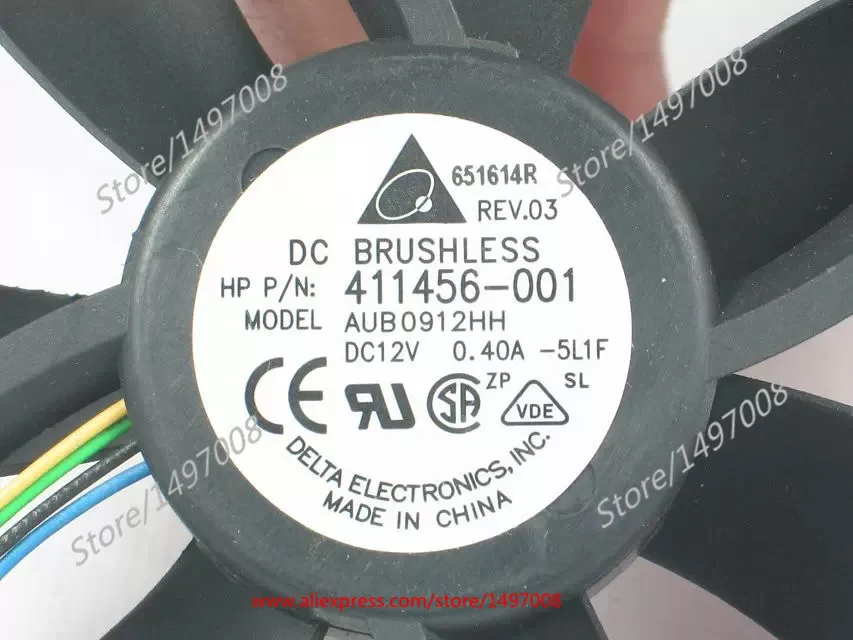 651614R
REV.03
DC BRUSHLESS
HP P/N: 411456-001
MODEL AUB0912HH
DC12V 0.40A -5L1F
CE RU SA ZP VDE SL
DELTA ELECTRONICS, INC.
MADE IN CHINA
Store/1497008
Store/1497008
Store/1497008
Store/1497008
Store/1497008
www.aliexpress.com/store/1497008